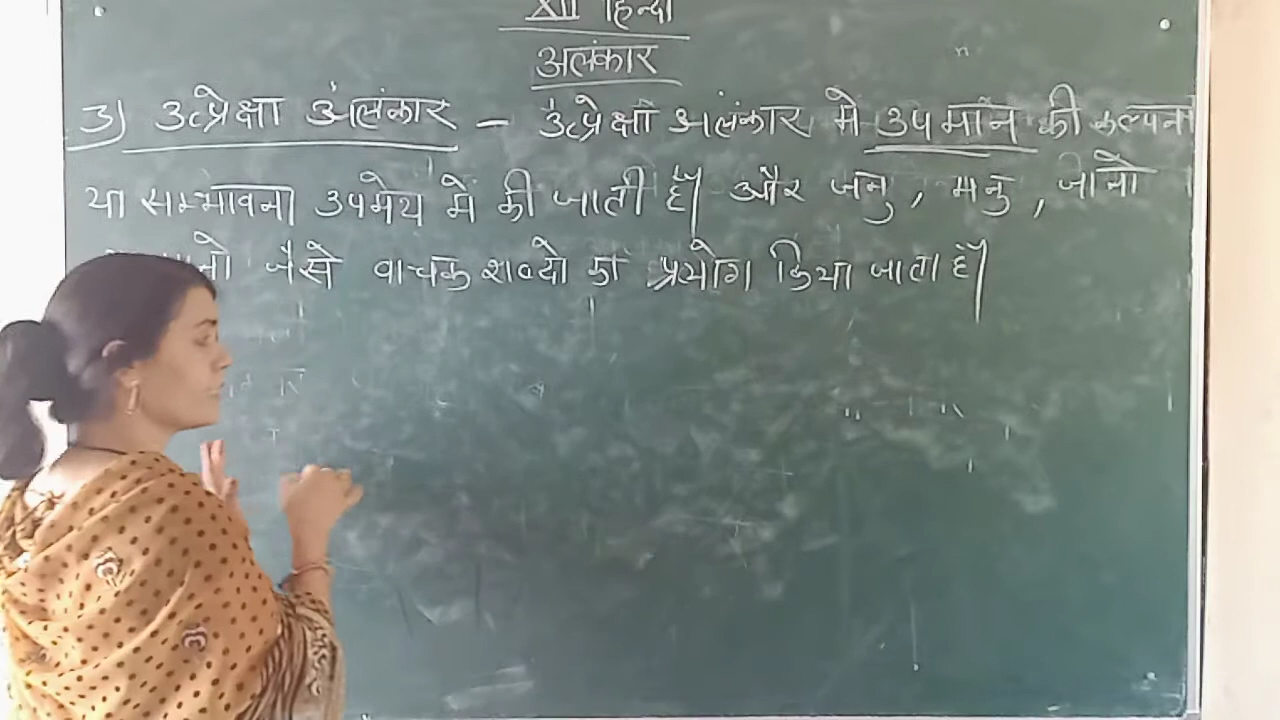 XII हिन्दी
अलंकार
3) उत्प्रेक्षा अलंकार – उत्प्रेक्षा अलंकार मे उपमान की कल्पना
या सम्भावना उपमेय में की जाती है। और जनु, मनु, जानो
जैसे वाचक शब्दो का प्रयोग किया जाता है।